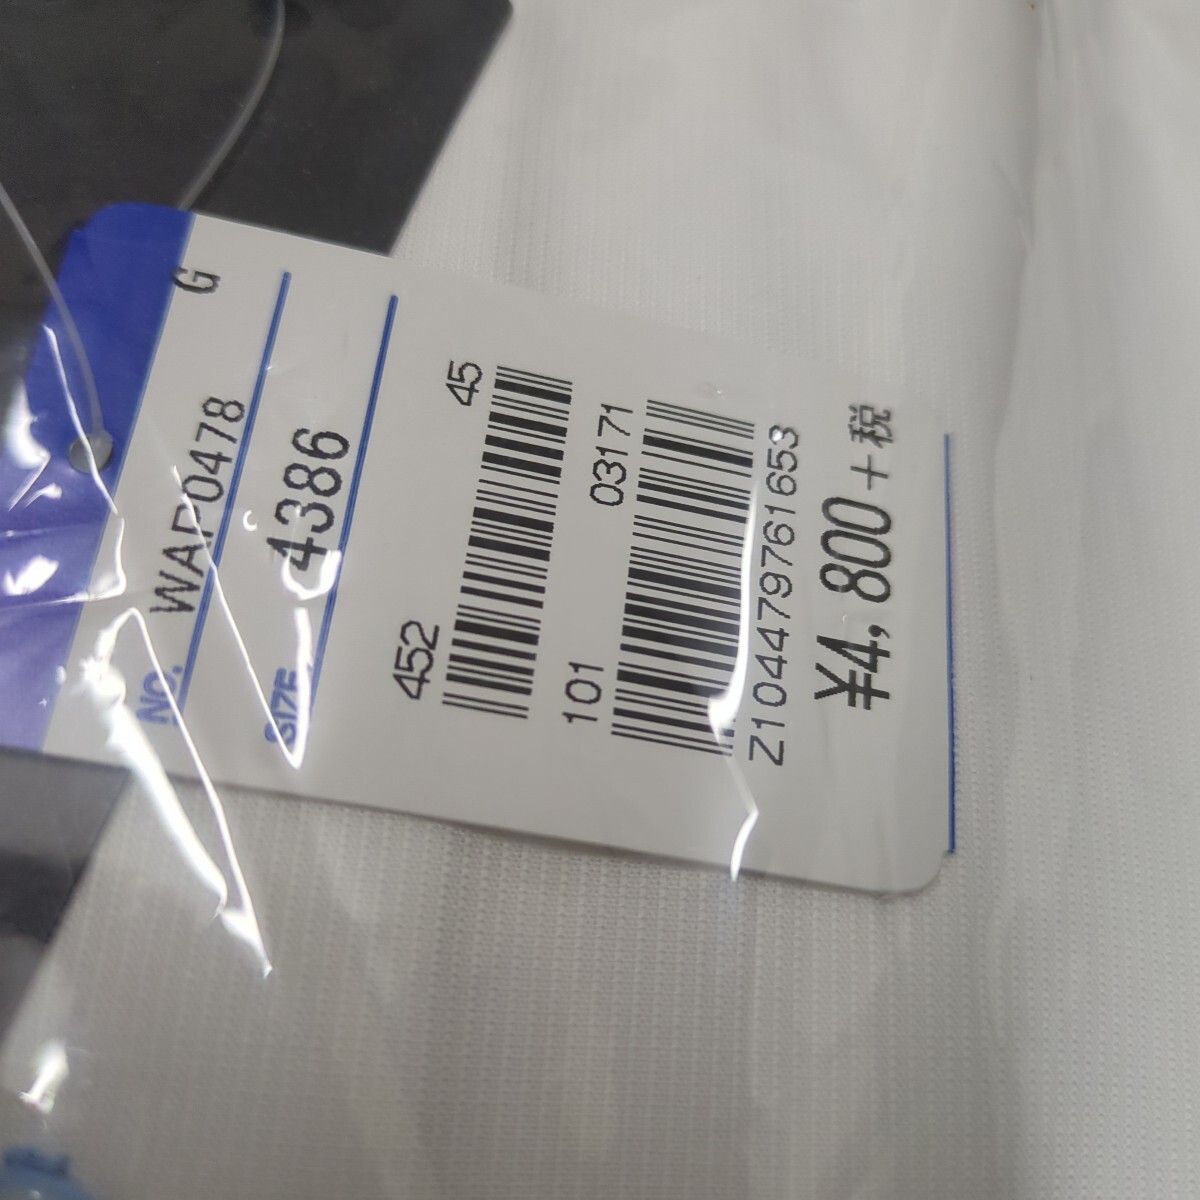 G
NO. WAP0478
SIZE 4386
452 45
101 03171
Z104479761653
¥4,800+税